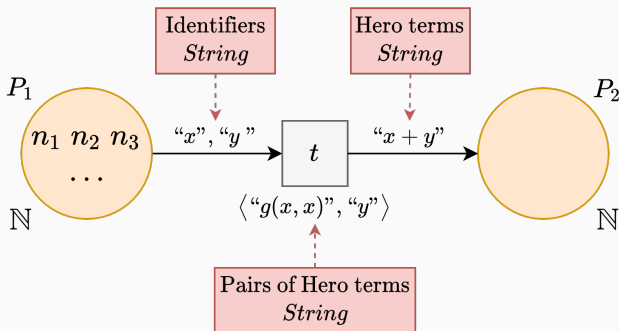 Identifiers
String
Hero terms
String
P₁
P₂
n₁ n₂ n₃
...
“x”, “y ”
t
“x + y”
ℕ
⟨“g(x, x)”, “y”⟩
ℕ
Pairs of Hero terms
String